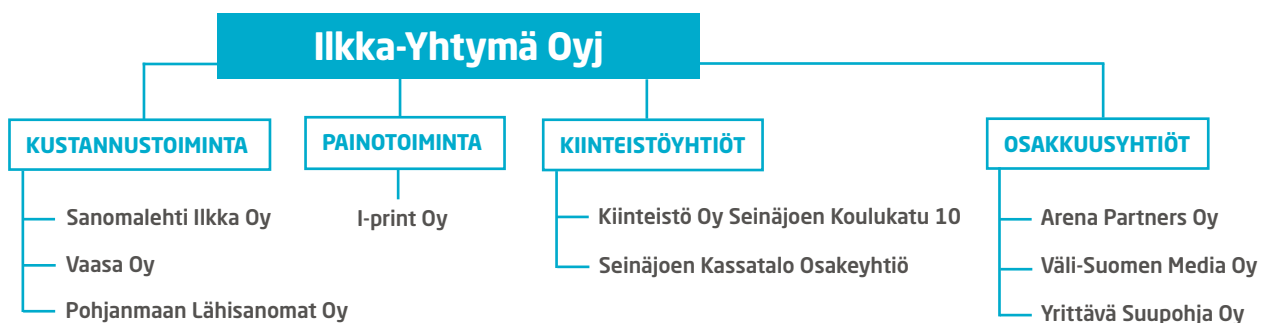 Ilkka-Yhtymä Oyj
KUSTANNUSTOIMINTA
Sanomalehti Ilkka Oy
Vaasa Oy
Pohjanmaan Lähisanomat Oy
PAINOTOIMINTA
I-print Oy
KIINTEISTÖYHTIÖT
Kiinteistö Oy Seinäjoen Koulukatu 10
Seinäjoen Kassatalo Osakeyhtiö
OSAKKUUSYHTIÖT
Arena Partners Oy
Väli-Suomen Media Oy
Yrittävä Suupohja Oy